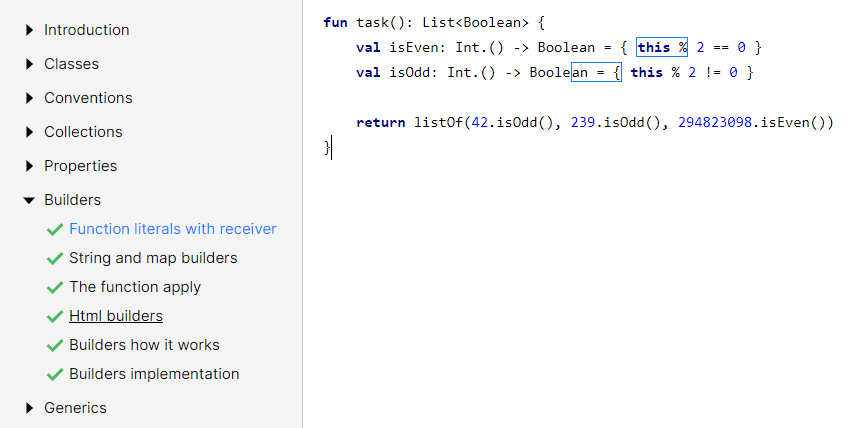 Introduction
Classes
Conventions
Collections
Properties
Builders
Function literals with receiver
String and map builders
The function apply
Html builders
Builders how it works
Builders implementation
Generics
fun task(): List<Boolean> {
    val isEven: Int.() -> Boolean = { this % 2 == 0 }
    val isOdd: Int.() -> Boolean = { this % 2 != 0 }
    return listOf(42.isOdd(), 239.isOdd(), 294823098.isEven())
}